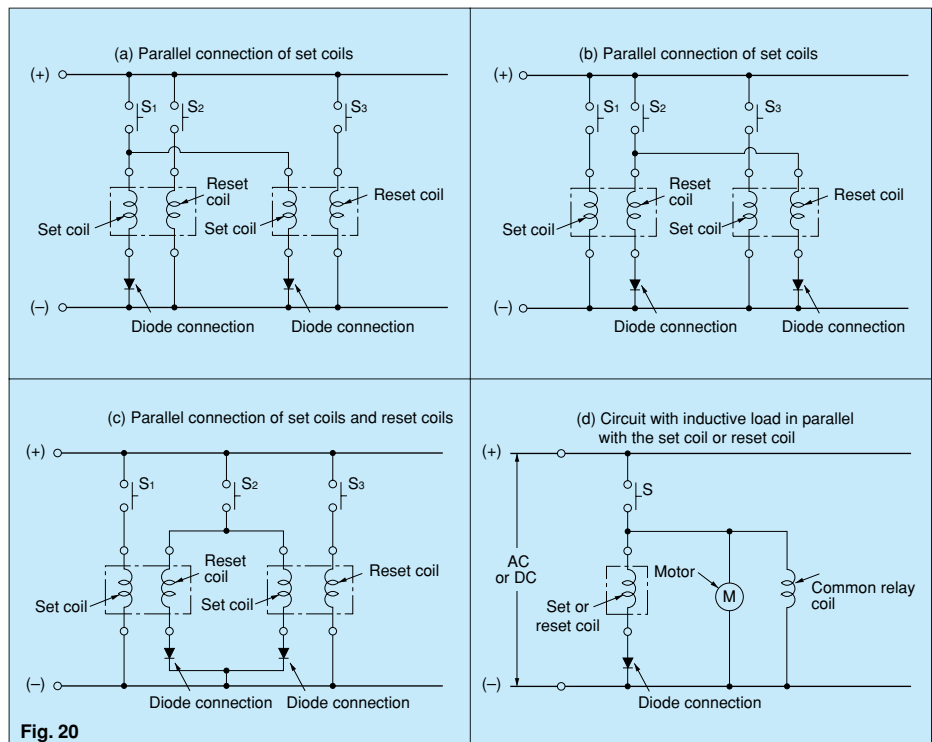 (a) Parallel connection of set coils
(+)
S1
S2
S3
Reset coil
Reset coil
Set coil
Set coil
(–)
Diode connection
Diode connection
(b) Parallel connection of set coils
(+)
S1
S2
S3
Reset coil
Reset coil
Set coil
Set coil
(–)
Diode connection
Diode connection
(c) Parallel connection of set coils and reset coils
(+)
S1
S2
S3
Reset
coil
Reset coil
Set coil
Set coil
(–)
Diode connection
Diode connection
(d) Circuit with inductive load in parallel
with the set coil or reset coil
(+)
S
AC
or DC
Motor
M
Common relay
coil
Set or
reset coil
(–)
Diode connection
Fig. 20